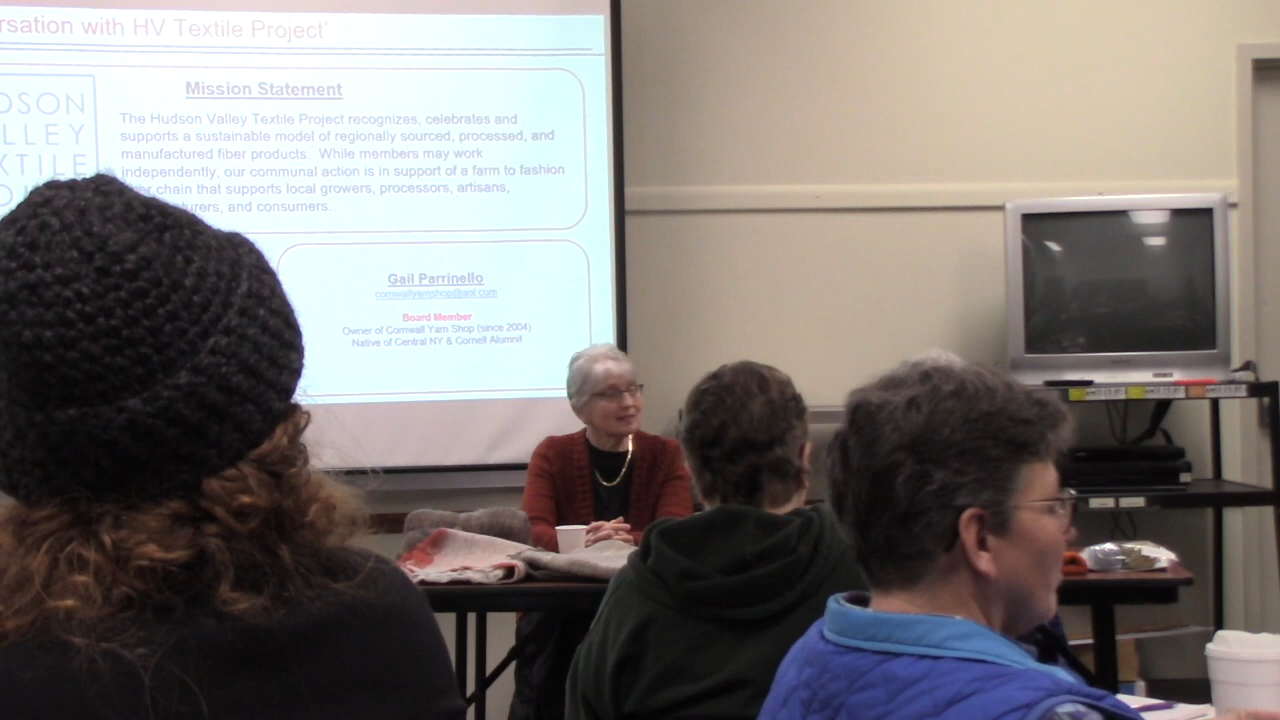 rsation with HV Textile Project'
Mission Statement
DSON
LLEY
XTILE
The Hudson Valley Textile Project recognizes, celebrates and
supports a sustainable model of regionally sourced, processed, and
manufactured fiber products. While members may work
independently, our communal action is in support of a farm to fashion
chain that supports local growers, processors, artisans,
urers, and consumers.
Gail Parrinello
cornwallyarnshop@aol.com
Board Member
Owner of Cornwall Yarn Shop (since 2004)
Native of Central NY & Cornell Alumni!